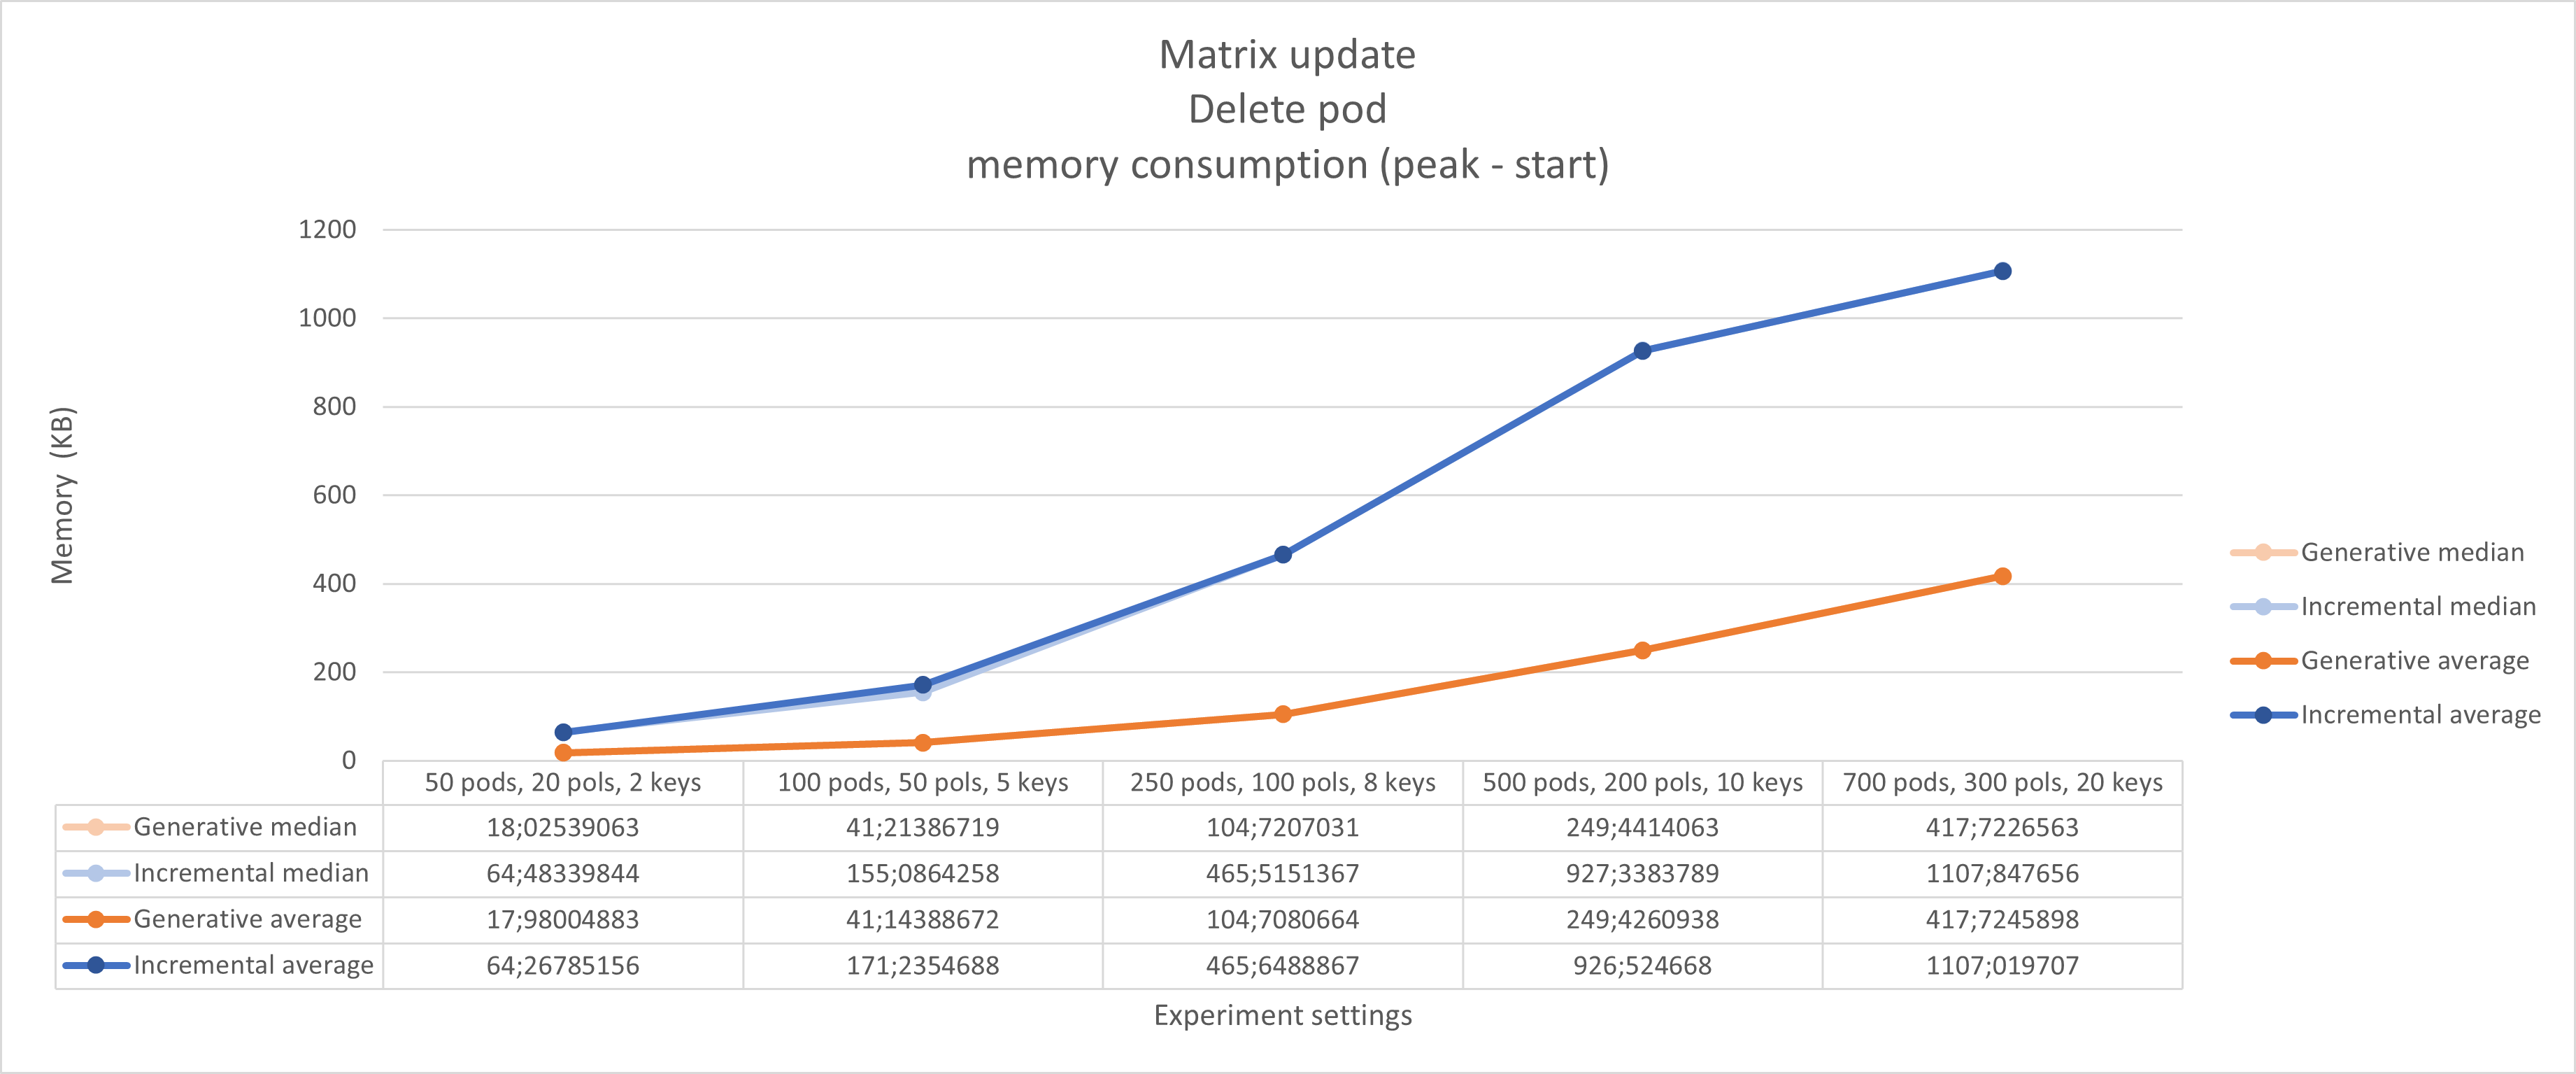 Matrix update
Delete pod
memory consumption (peak - start)
1200
1000
800
600
400
200
0
Memory (KB)
50 pods, 20 pols, 2 keys 100 pods, 50 pols, 5 keys 250 pods, 100 pols, 8 keys 500 pods, 200 pols, 10 keys 700 pods, 300 pols, 20 keys
Generative median 18;02539063 41;21386719 104;7207031 249;4414063 417;7226563
Incremental median 64;48339844 155;0864258 465;5151367 927;3383789 1107;847656
Generative average 17;98004883 41;14388672 104;7080664 249;4260938 417;7245898
Incremental average 64;26785156 171;2354688 465;6488867 926;524668 1107;019707
Experiment settings
Generative median
Incremental median
Generative average
Incremental average